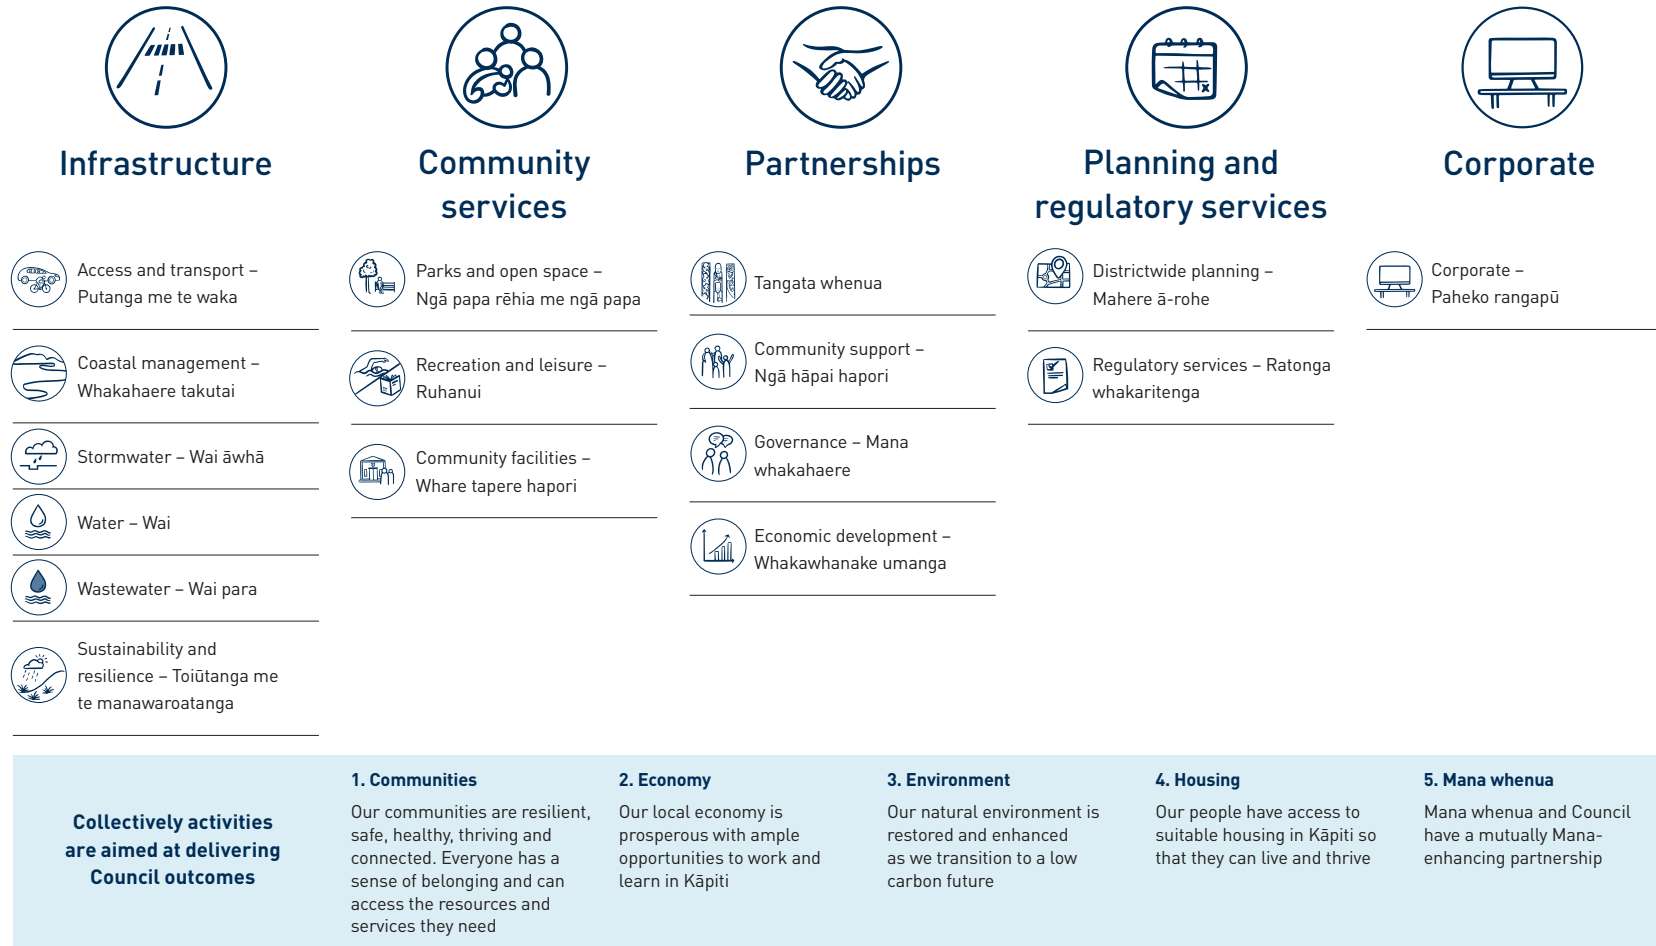 Infrastructure
Access and transport –
Putanga me te waka
Coastal management –
Whakahaere takutai
Stormwater – Wai āwhā
Water – Wai
Wastewater – Wai para
Sustainability and
resilience – Toiūtanga me
te manawaroatanga
Community
services
Parks and open space –
Ngā papa rēhia me ngā papa
Recreation and leisure –
Ruhanui
Community facilities –
Whare tapere hapori
Partnerships
Tangata whenua
Community support –
Ngā hāpai hapori
Governance – Mana
whakahaere
Economic development –
Whakawhanake umanga
Planning and
regulatory services
Districtwide planning –
Mahere ā-rohe
Regulatory services – Ratonga
whakaritenga
Corporate
Corporate –
Paheko rangapū
Collectively activities
are aimed at delivering
Council outcomes
1. Communities
Our communities are resilient,
safe, healthy, thriving and
connected. Everyone has a
sense of belonging and can
access the resources and
services they need
2. Economy
Our local economy is
prosperous with ample
opportunities to work and
learn in Kāpiti
3. Environment
Our natural environment is
restored and enhanced
as we transition to a low
carbon future
4. Housing
Our people have access to
suitable housing in Kāpiti so
that they can live and thrive
5. Mana whenua
Mana whenua and Council
have a mutually Mana-
enhancing partnership